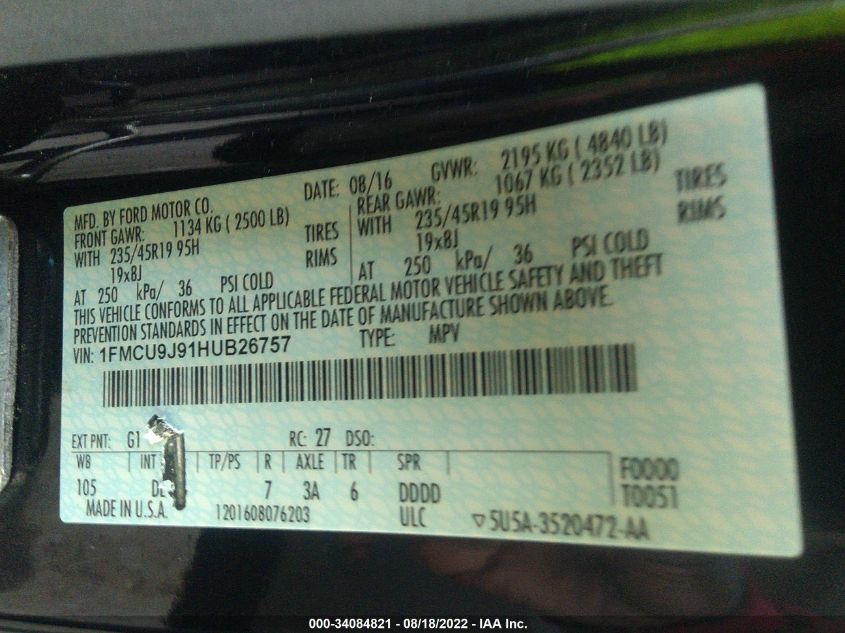 MFD. BY FORD MOTOR CO. DATE: 08/16 GVWR: 2195 KG ( 4840 LB)
FRONT GAWR: 1134 KG ( 2500 LB) REAR GAWR: 1067 KG ( 2352 LB)
WITH 235/45R19 95H TIRES WITH 235/45R19 95H TIRES
19x8J RIMS 19x8J RIMS
AT 250 kPa/ 36 PSI COLD AT 250 kPa/ 36 PSI COLD
THIS VEHICLE CONFORMS TO ALL APPLICABLE FEDERAL MOTOR VEHICLE SAFETY AND THEFT
PREVENTION STANDARDS IN EFFECT ON THE DATE OF MANUFACTURE SHOWN ABOVE.
VIN: 1FMCU9J91HUB26757 TYPE: MPV
EXT PNT: G1 RC: 27 DSO:
WB INT TP/PS R AXLE TR SPR F0000
105 7 3A 6 DDDD T0051
MADE IN U.S.A. 1201608076203 ULC ▽5U5A-3520472-AA
000-34084821 - 08/18/2022 - IAA Inc.